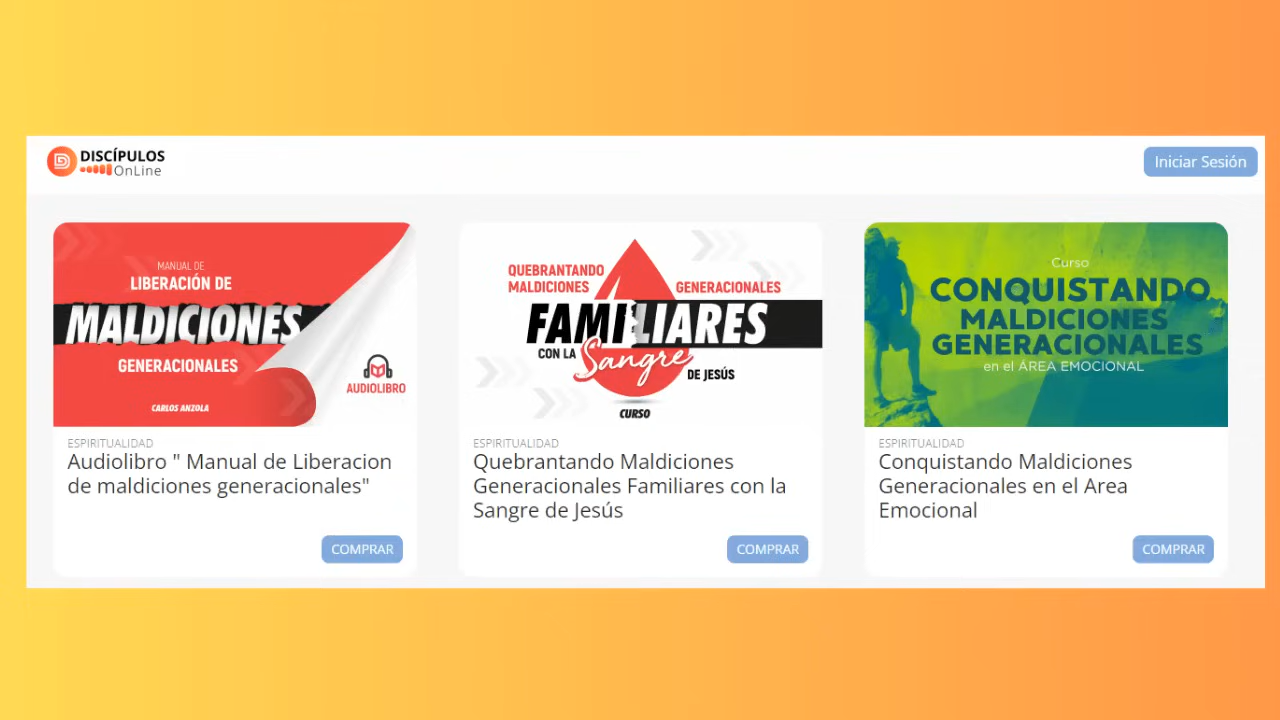 DISCÍPULOS
OnLine
Iniciar Sesión
MANUAL DE
LIBERACIÓN DE
MALDICIONES
GENERACIONALES
AUDIOLIBRO
CARLOS ANZOLA
QUEBRANTANDO
MALDICIONES GENERACIONALES
FAMILIARES
CON LA Sangre DE JESÚS
CURSO
Curso
CONQUISTANDO
MALDICIONES
GENERACIONALES
en el ÁREA EMOCIONAL
ESPIRITUALIDAD
Audiolibro " Manual de Liberacion
de maldiciones generacionales"
COMPRAR
ESPIRITUALIDAD
Quebrantando Maldiciones
Generacionales Familiares con la
Sangre de Jesús
COMPRAR
ESPIRITUALIDAD
Conquistando Maldiciones
Generacionales en el Area
Emocional
COMPRAR